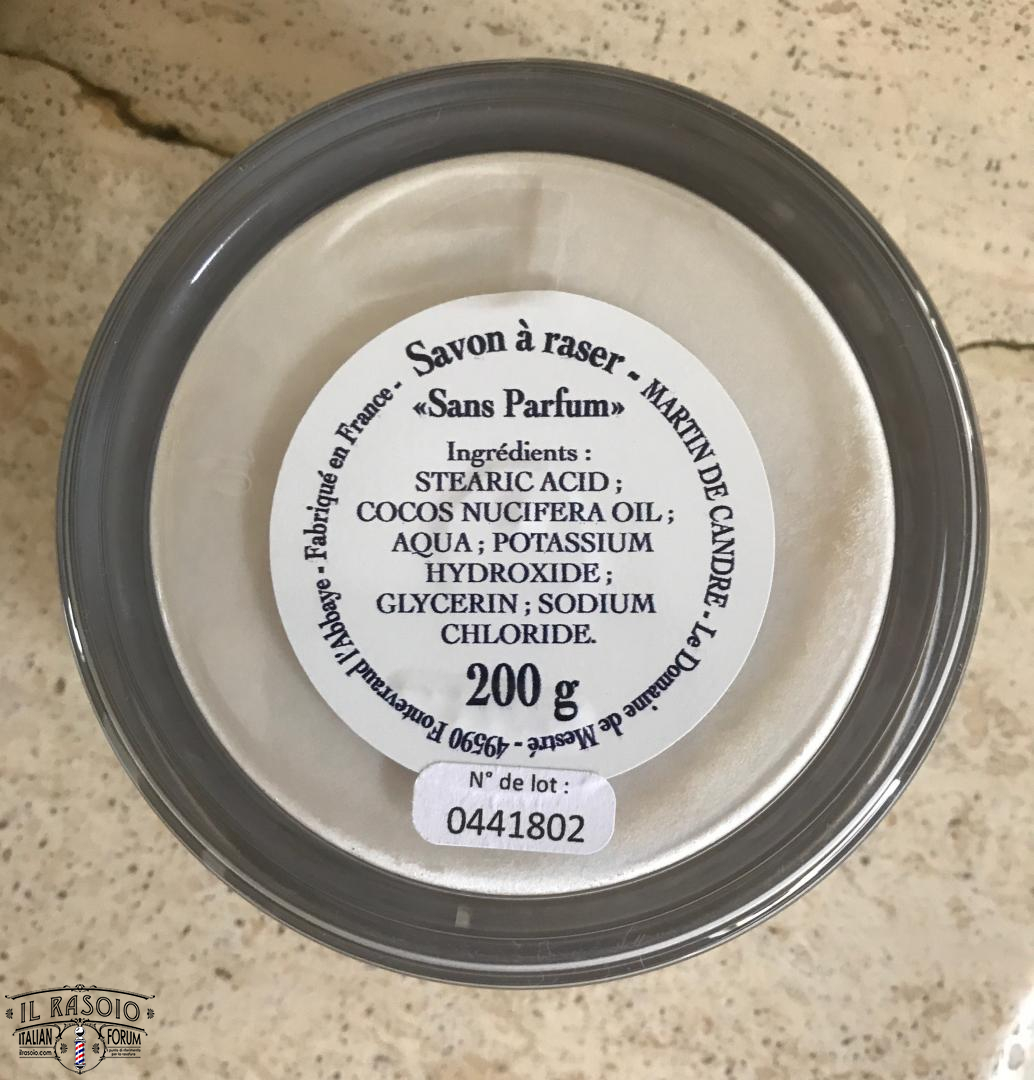 Savon à raser - MARTIN DE CANDRE - Le Domaine de Mestré - 49590 Fontevraud l'Abbaye - Fabriqué en France -
«Sans Parfum»
Ingrédients :
STEARIC ACID ;
COCOS NUCIFERA OIL ;
AQUA ; POTASSIUM
HYDROXIDE ;
GLYCERIN ; SODIUM
CHLORIDE.
200 g
N° de lot :
0441802
IL RASOIO
ITALIAN FORUM
ilrasoio.com